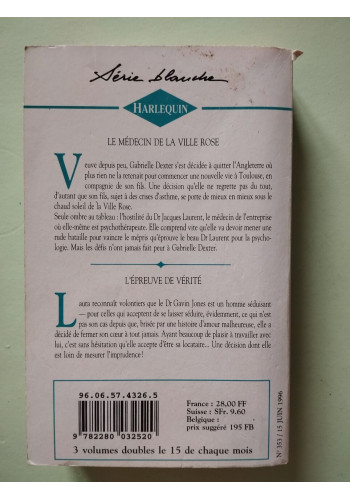 Série blanche
HARLEQUIN
LE MÉDECIN DE LA VILLE ROSE
Veuve depuis peu, Gabrielle Dexter s'est décidée à quitter l'Angleterre où
plus rien ne la retenait pour commencer une nouvelle vie à Toulouse, en
compagnie de son fils. Une décision qu'elle ne regrette pas du tout,
d'autant que son fils, sujet à des crises d'asthme, se porte de mieux en mieux sous le
chaud soleil de la Ville Rose.
Seule ombre au tableau : l'hostilité du Dr Jacques Laurent, le médecin de l'entreprise
où elle-même est psychothérapeute. Elle comprend vite qu'elle va devoir mener une
rude bataille pour vaincre le mépris qu'éprouve le beau Dr Laurent pour la psycho-
logie. Mais les défis n'ont jamais fait peur à Gabrielle Dexter.
L'ÉPREUVE DE VÉRITÉ
Laura reconnaît volontiers que le Dr Gavin Jones est un homme séduisant
— pour celles qui acceptent de se laisser séduire, évidemment, ce qui n'est
pas son cas depuis que, brisée par une histoire d'amour malheureuse, elle a
décidé de fermer son cœur à tout jamais. Ayant beaucoup de plaisir à travailler avec
lui, c'est sans hésitation qu'elle accepte d'être sa locataire... Une décision dont elle
est loin de mesurer l'imprudence !
96.06.57.4326.5
9 782280 032520
France : 28,00 FF
Suisse : SFr. 9.60
Belgique :
prix suggéré 195 FB
N° 353 / 15 JUIN 1996
3 volumes doubles le 15 de chaque mois